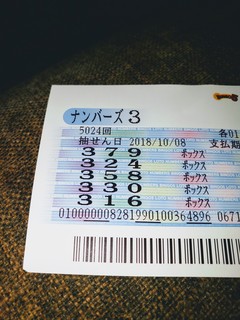 ナンバーズ3
5024回 各01
抽せん日 2018/10/08 支払期
379 ボックス
324 ボックス
358 ボックス
330 ボックス
316 ボックス
01000000828199010036 4896 0671